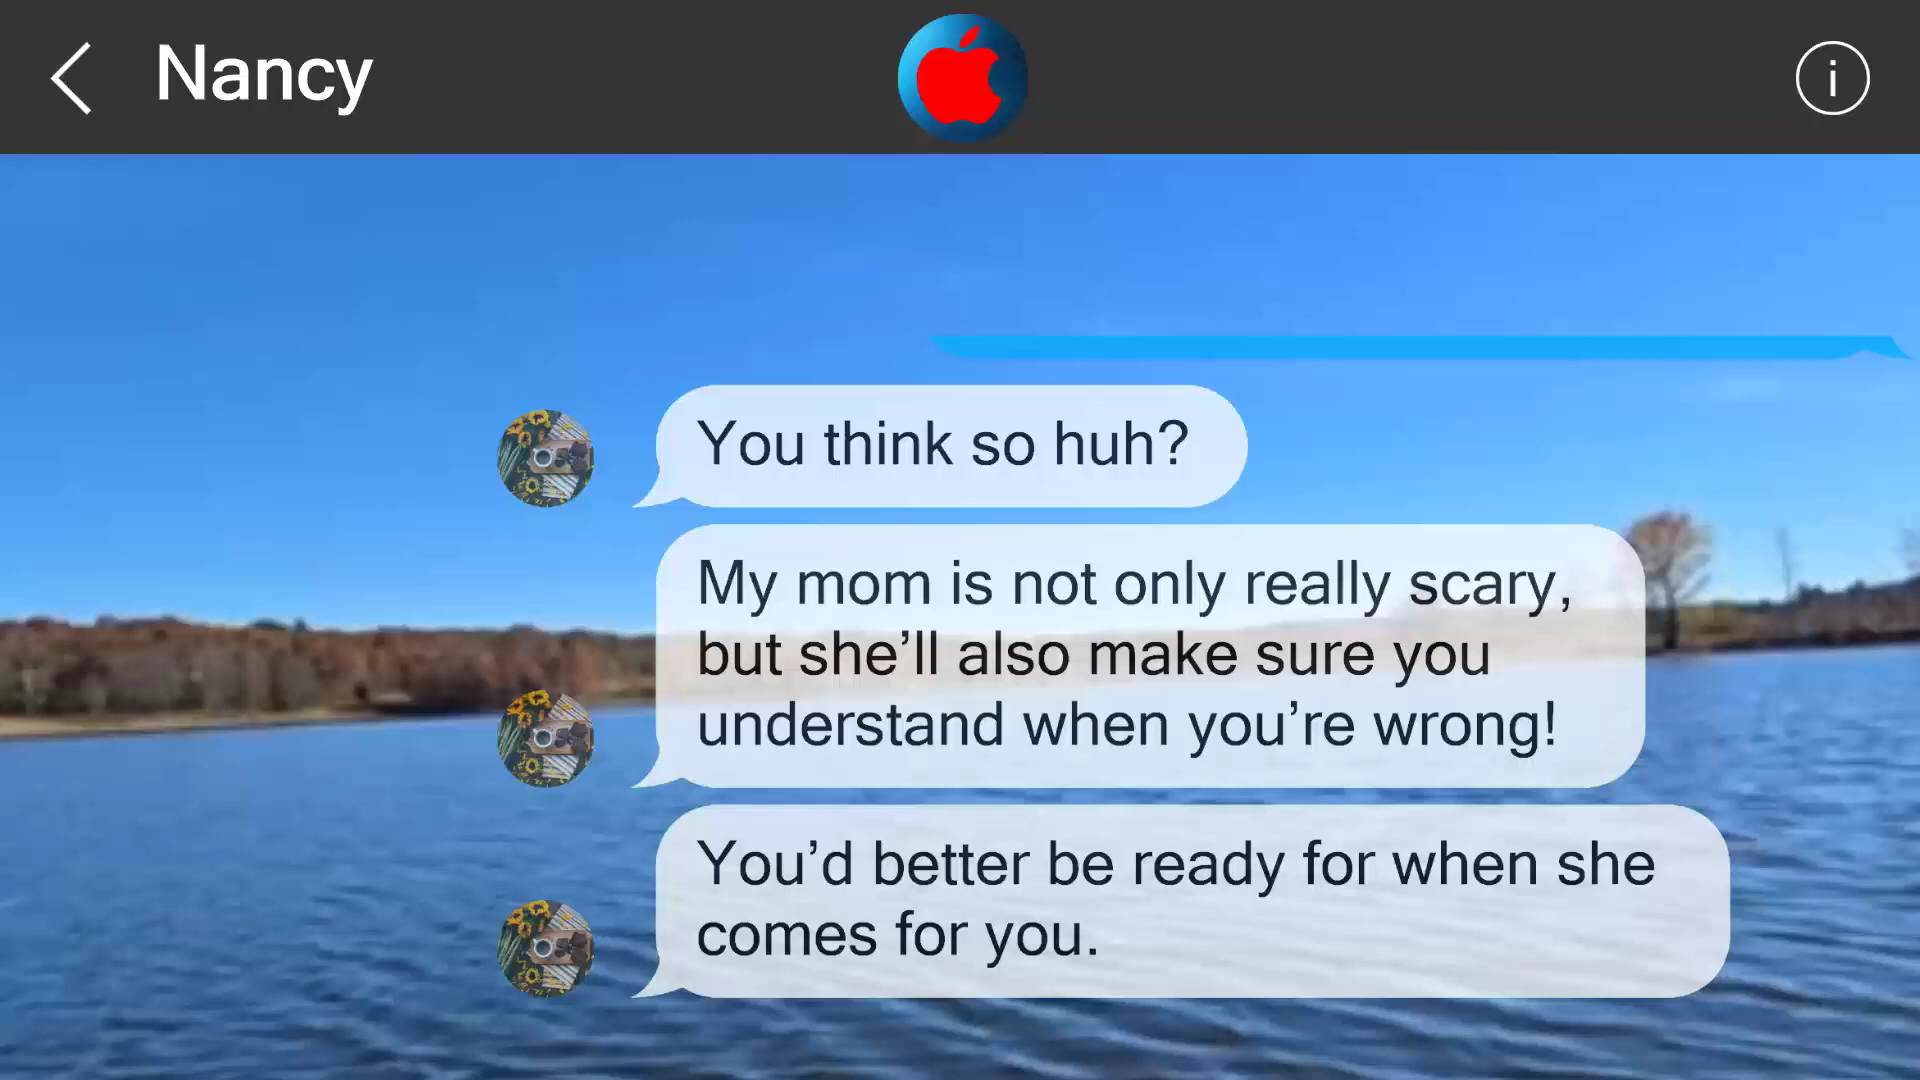 Nancy
i
You think so huh?
My mom is not only really scary,
but she’ll also make sure you
understand when you’re wrong!
You’d better be ready for when she
comes for you.